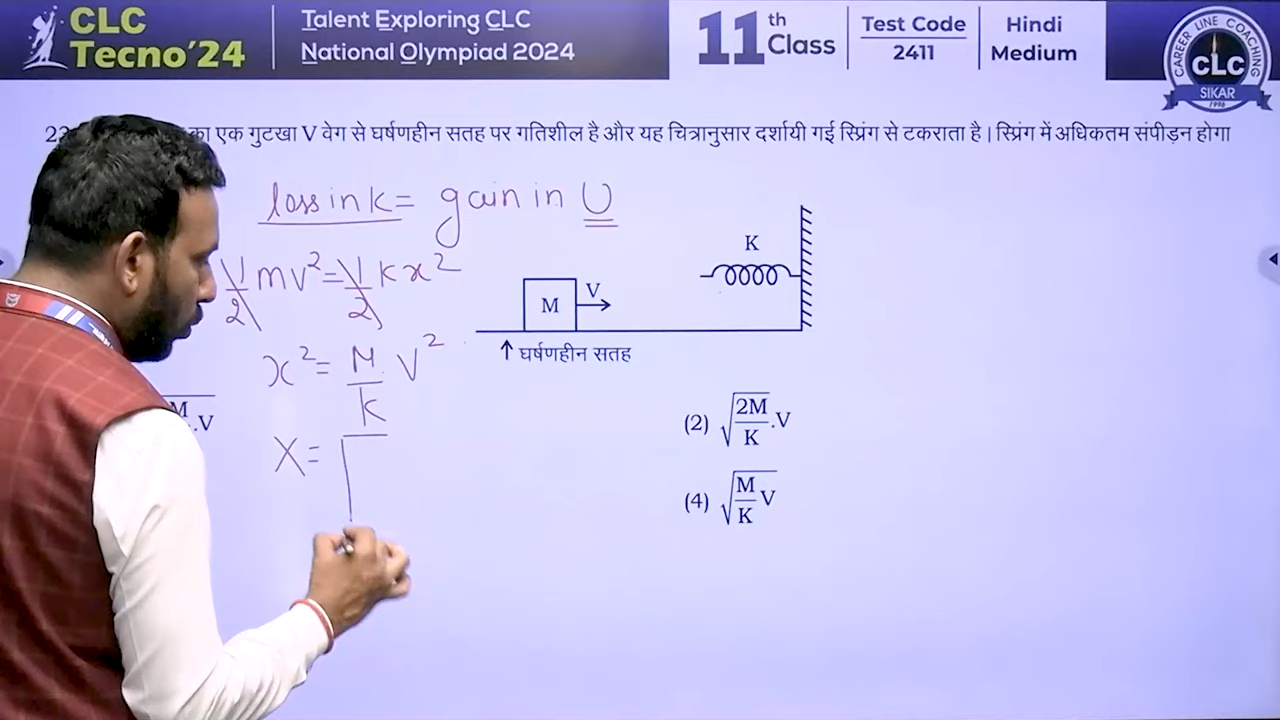 CLC
Tecno'24
Talent Exploring CLC
National Olympiad 2024
11th Class
Test Code
2411
Hindi
Medium
CAREER LINE COACHING
CLC
SIKAR
1996
का एक गुटखा V वेग से घर्षणहीन सतह पर गतिशील है और यह चित्रानुसार दर्शायी गई स्प्रिंग से टकराता है। स्प्रिंग में अधिकतम संपीड़न होगा
loss in K = gain in U
1/2 mv² = 1/2 Kx²
x² = M/K V²
X = √
K
M
V
↑ घर्षणहीन सतह
M
.V
(2) √(2M/K).V
(4) √(M/K V)